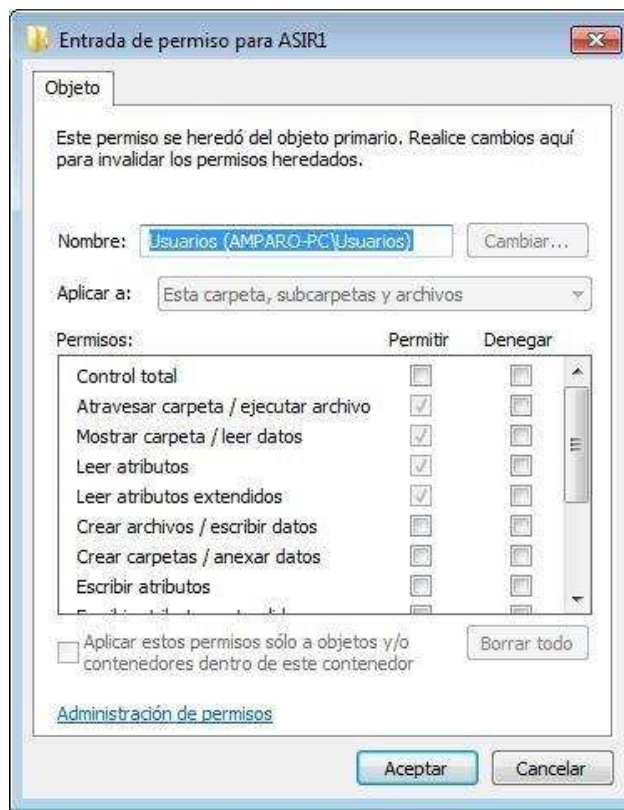 Entrada de permiso para ASIR1
Objeto
Este permiso se heredó del objeto primario. Realice cambios aquí
para invalidar los permisos heredados.
Nombre: Usuarios (AMPARO-PC\Usuarios) Cambiar...
Aplicar a: Esta carpeta, subcarpetas y archivos
Permisos: Permitir Denegar
Control total
Atravesar carpeta / ejecutar archivo
Mostrar carpeta / leer datos
Leer atributos
Leer atributos extendidos
Crear archivos / escribir datos
Crear carpetas / anexar datos
Escribir atributos
Aplicar estos permisos sólo a objetos y/o
contenedores dentro de este contenedor
Borrar todo
Administración de permisos
Aceptar Cancelar